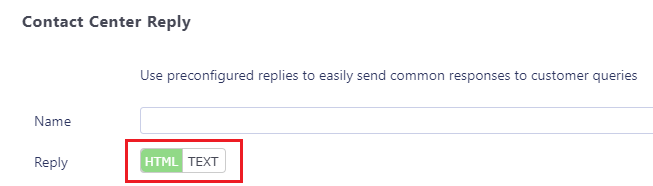 Contact Center Reply
Use preconfigured replies to easily send common responses to customer queries
Name
Reply HTML TEXT